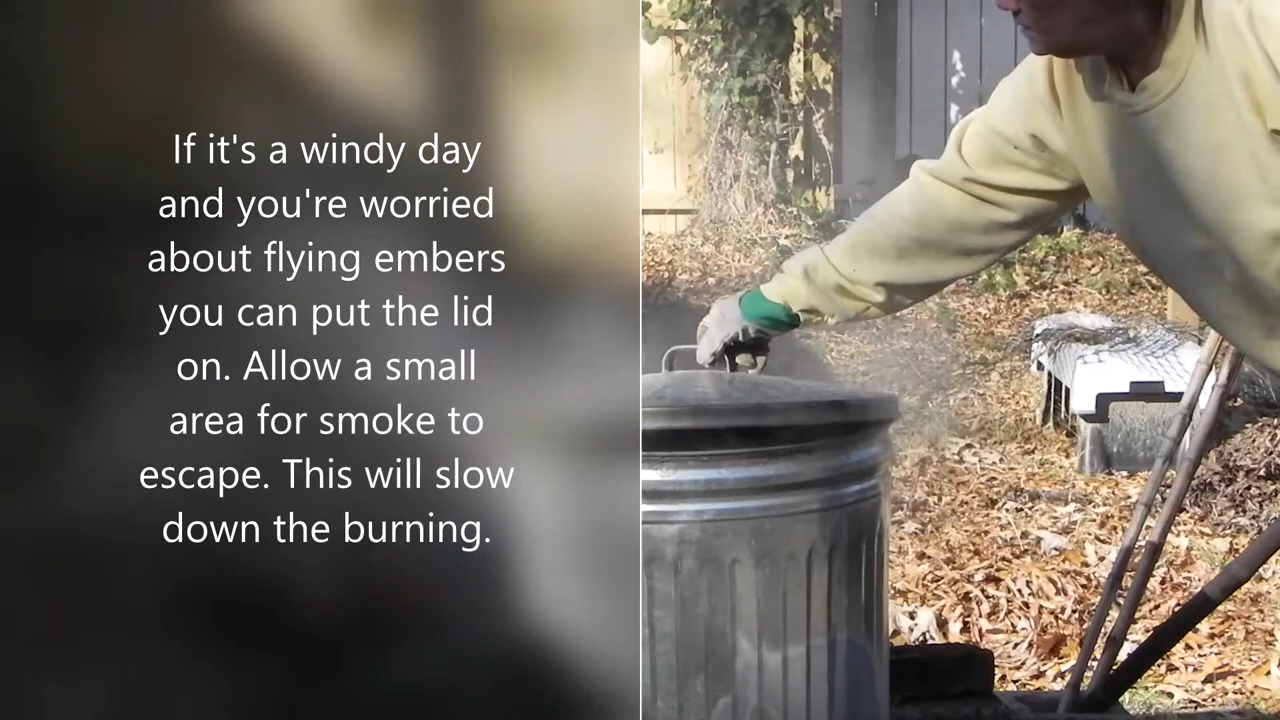 If it's a windy day
and you're worried
about flying embers
you can put the lid
on. Allow a small
area for smoke to
escape. This will slow
down the burning.